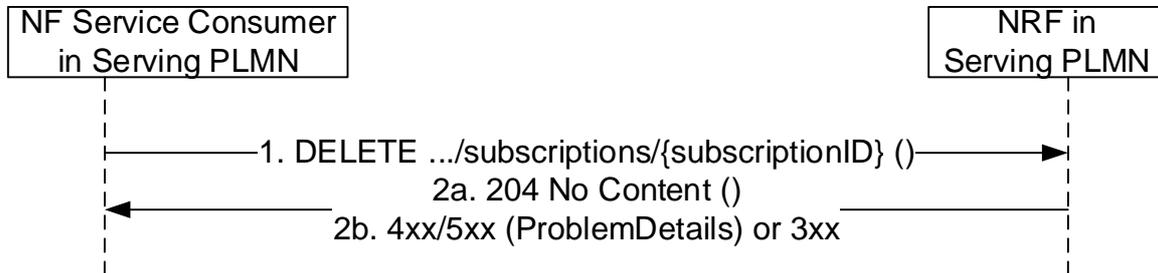 NF Service Consumer
in Serving PLMN
NRF in
Serving PLMN
1. DELETE .../subscriptions/{subscriptionID} ()
2a. 204 No Content ()
2b. 4xx/5xx (ProblemDetails) or 3xx